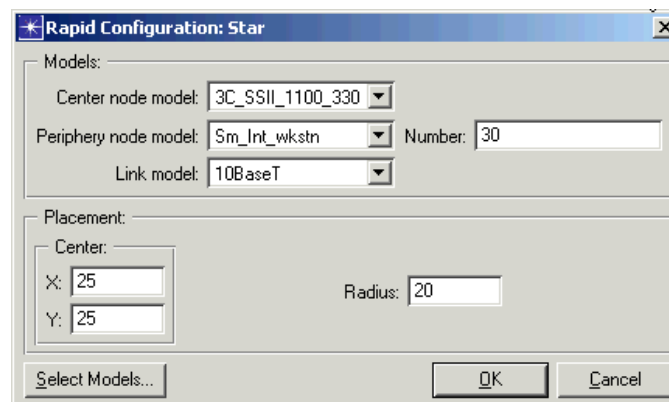 Rapid Configuration: Star
Models:
Center node model: 3C_SSII_1100_330
Periphery node model: Sm_Int_wkstn Number: 30
Link model: 10BaseT
Placement:
Center:
X: 25
Radius: 20
Y: 25
Select Models... OK Cancel